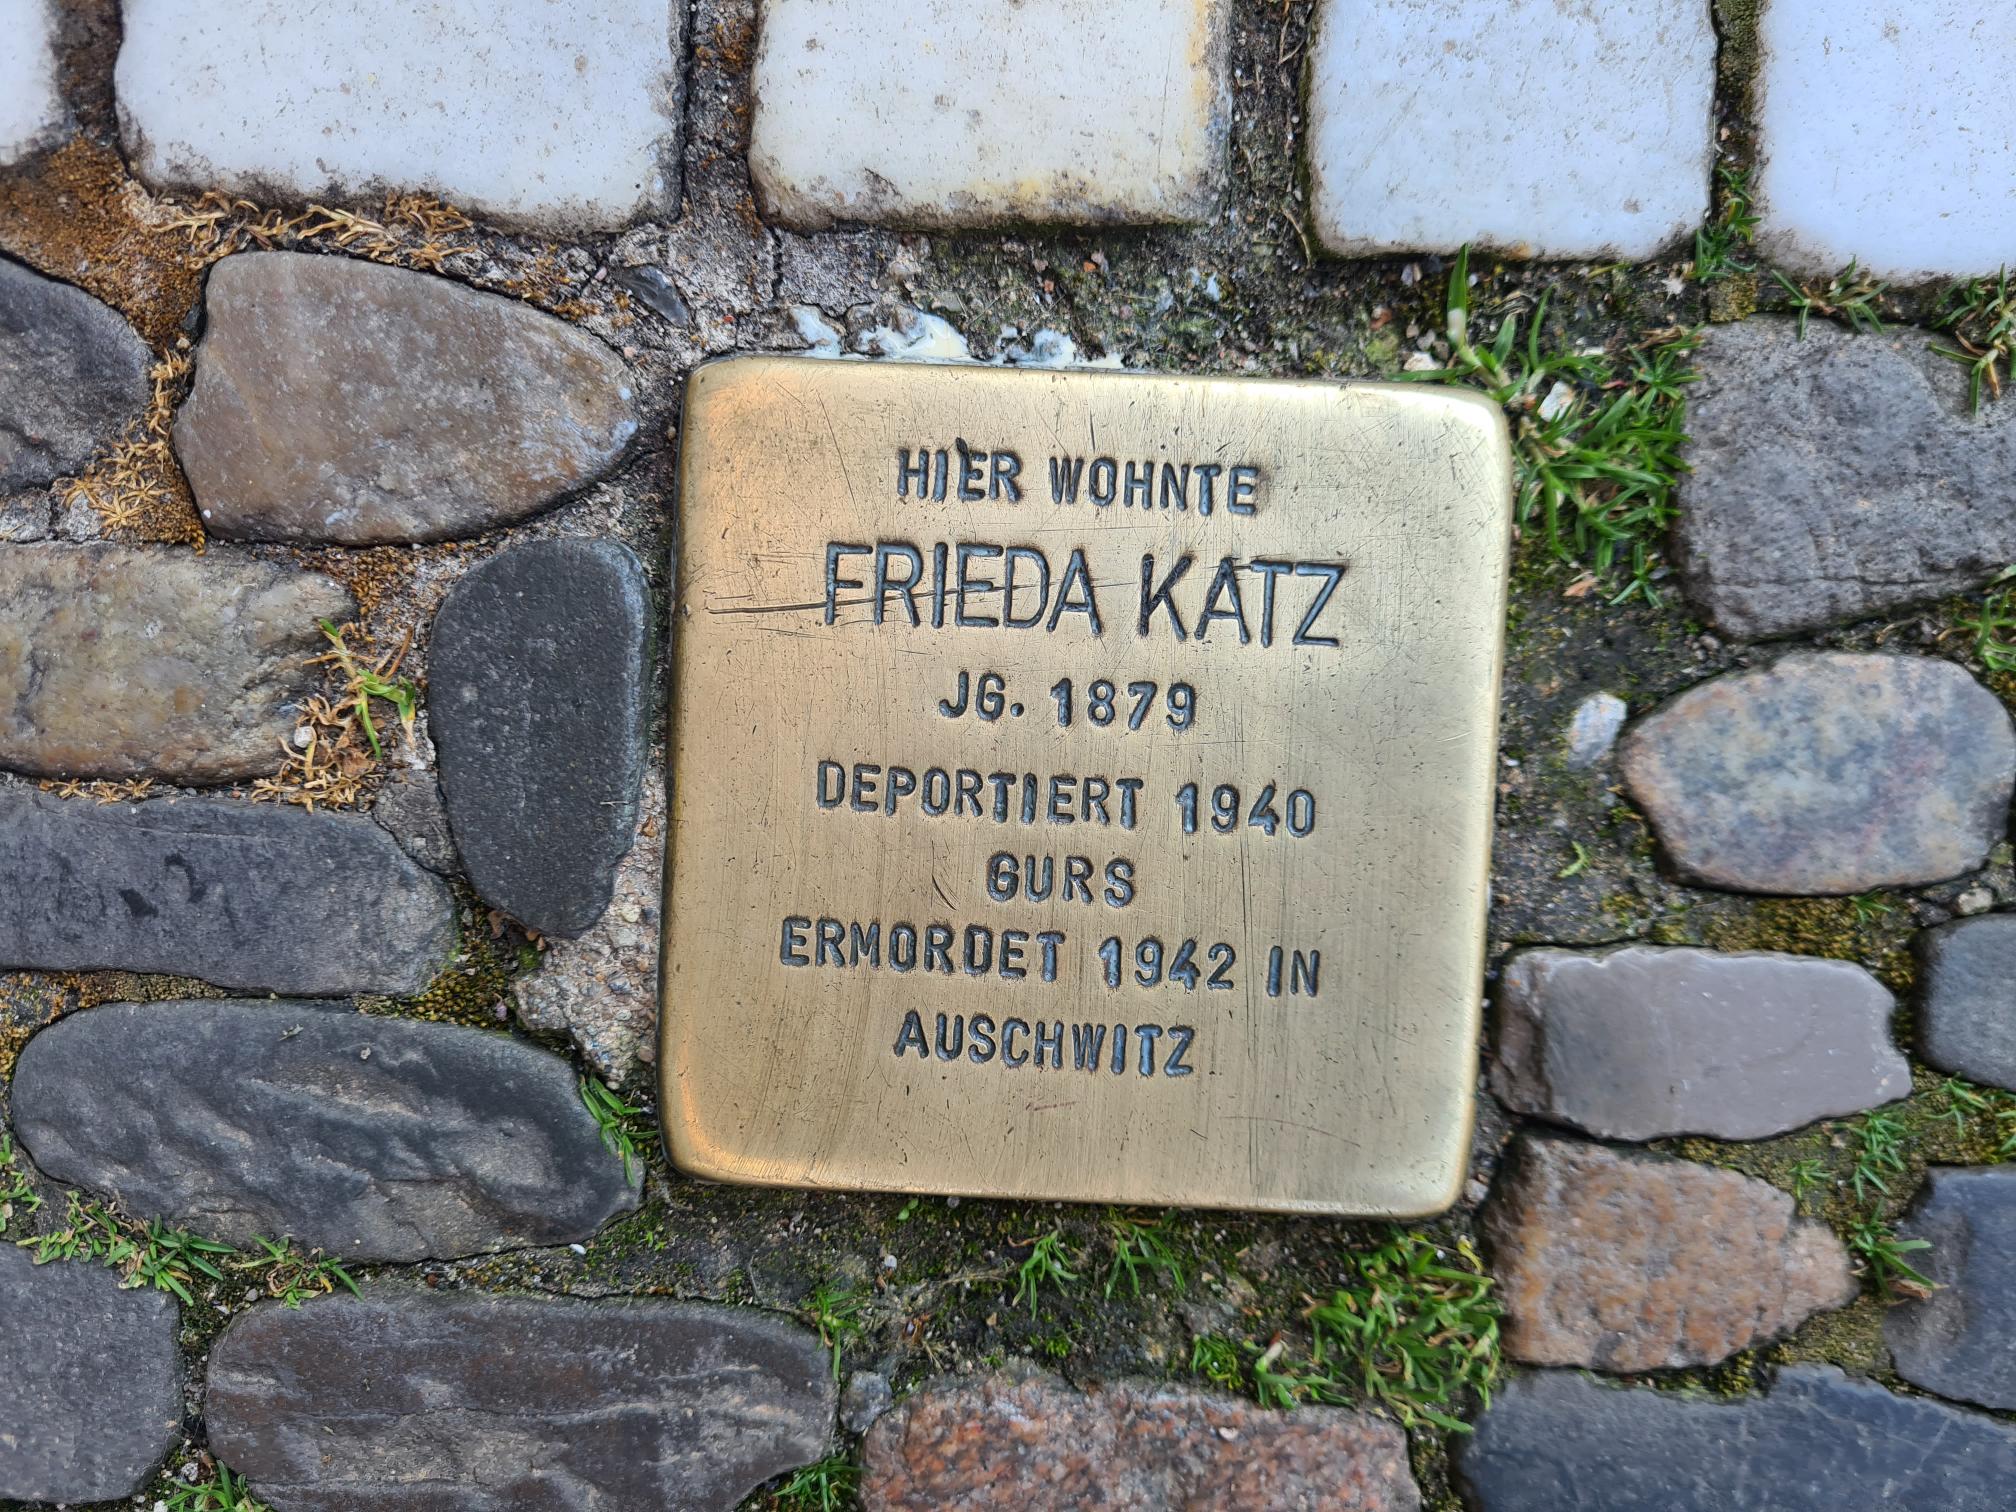 HIER WOHNTE
FRIEDA KATZ
JG. 1879
DEPORTIERT 1940
GURS
ERMORDET 1942 IN
AUSCHWITZ